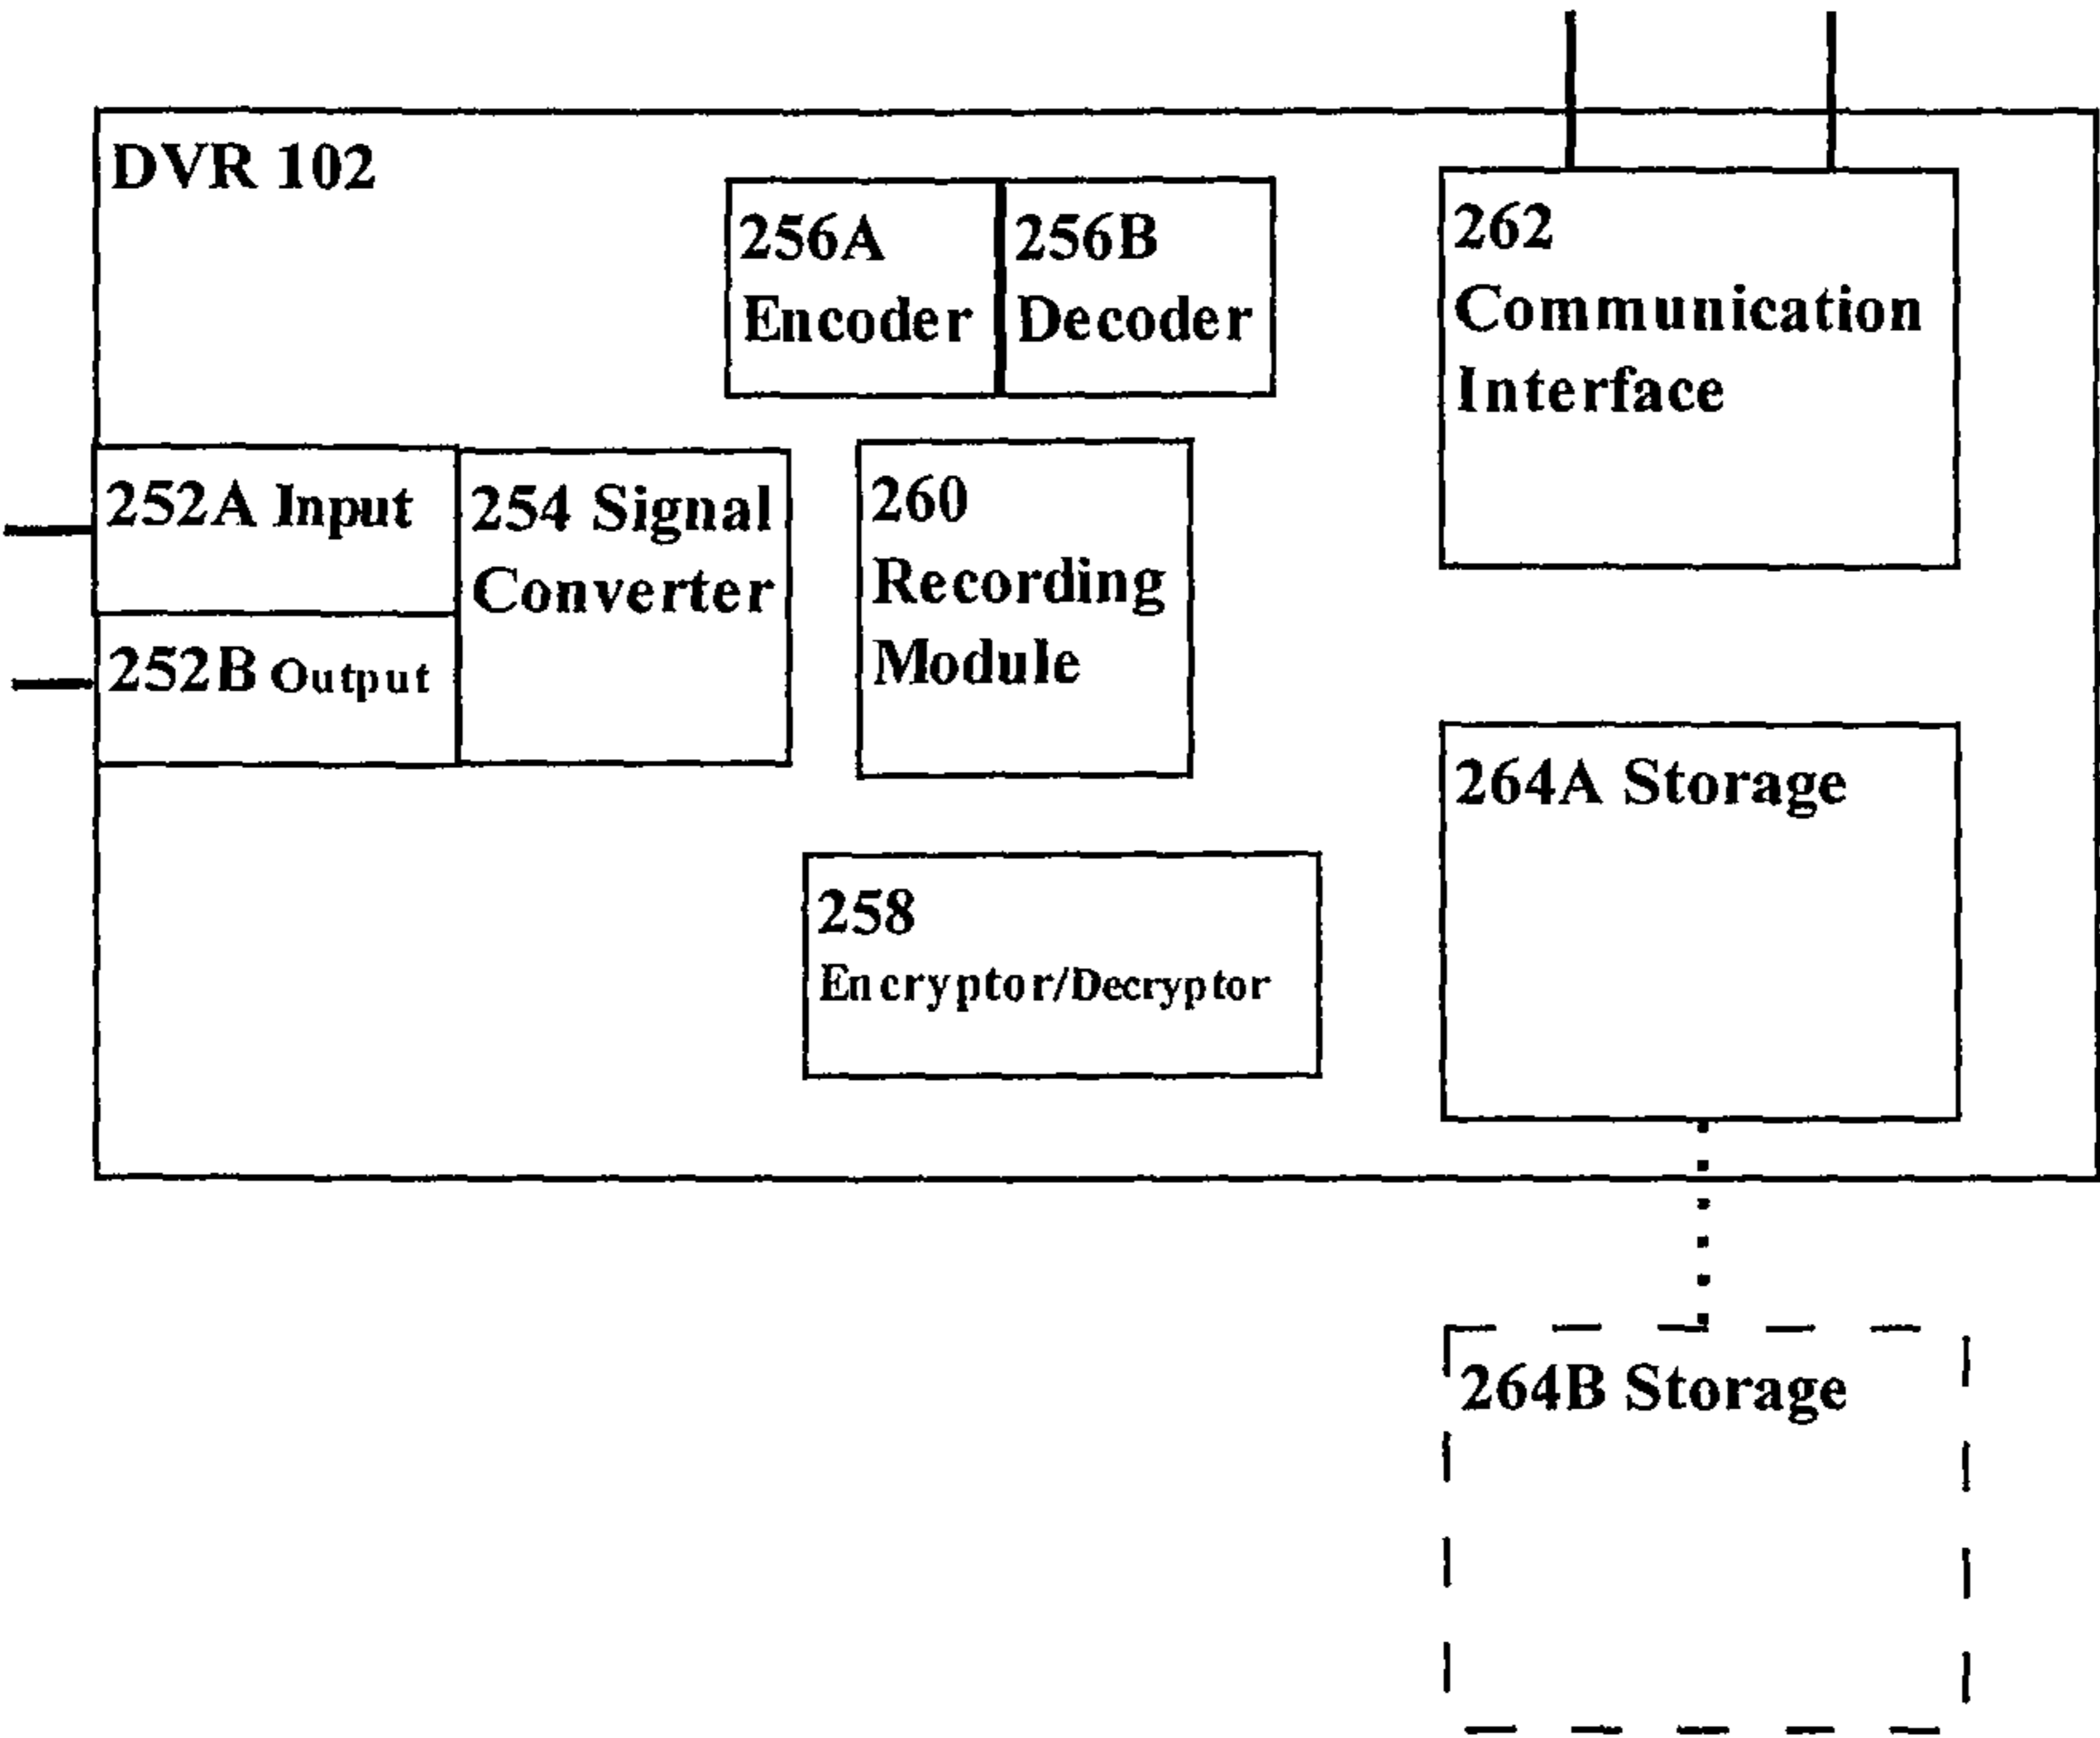 DVR 102
256A
Encoder
256B
Decoder
262
Communication
Interface
252A Input
252B Output
254 Signal
Converter
260
Recording
Module
264A Storage
258
Encryptor/Decryptor
264B Storage